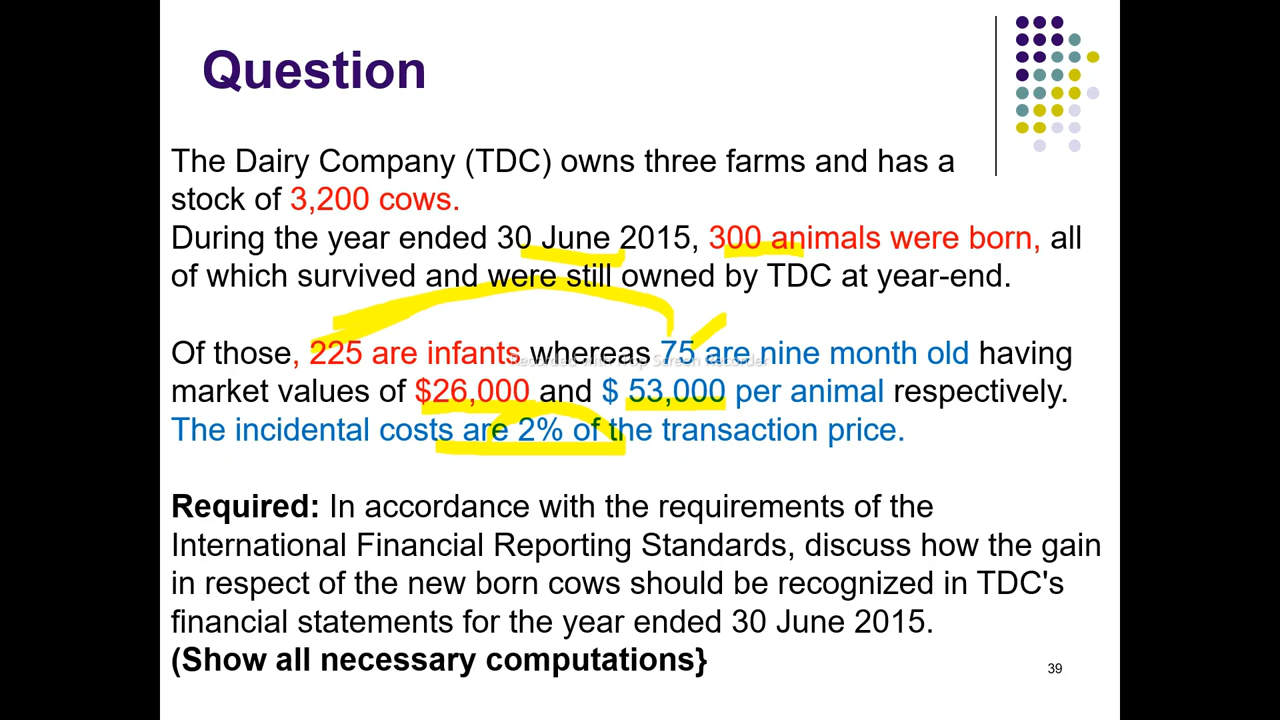 Question
The Dairy Company (TDC) owns three farms and has a
stock of 3,200 cows.
During the year ended 30 June 2015, 300 animals were born, all
of which survived and were still owned by TDC at year-end.
Of those, 225 are infants whereas 75 are nine month old having
Recorded with iTop Screen Recorder
market values of $26,000 and $ 53,000 per animal respectively.
The incidental costs are 2% of the transaction price.
Required: In accordance with the requirements of the
International Financial Reporting Standards, discuss how the gain
in respect of the new born cows should be recognized in TDC's
financial statements for the year ended 30 June 2015.
(Show all necessary computations}
39